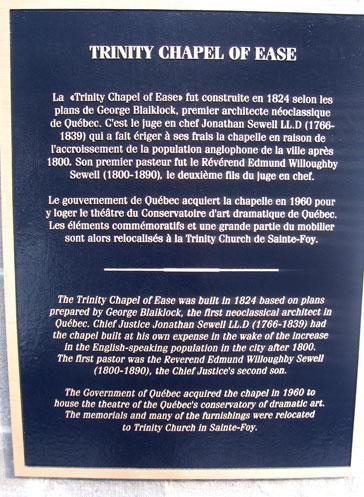 TRINITY CHAPEL OF EASE
La «Trinity Chapel of Ease» fut construite en 1824 selon les
plans de George Blaiklock, premier architecte néoclassique
de Québec. C'est le juge en chef Jonathan Sewell LL.D (1766-
1839) qui a fait ériger à ses frais la chapelle en raison de
l'accroissement de la population anglophone de la ville après
1800. Son premier pasteur fut le Révérend Edmund Willoughby
Sewell (1800-1890), le deuxième fils du juge en chef.
Le gouvernement de Québec acquiert la chapelle en 1960 pour
y loger le théâtre du Conservatoire d'art dramatique de Québec.
Les éléments commémoratifs et une grande partie du mobilier
sont alors relocalisés à la Trinity Church de Sainte-Foy.
The Trinity Chapel of Ease was built in 1824 based on plans
prepared by George Blaiklock, the first neoclassical architect in
Québec. Chief Justice Jonathan Sewell LL.D (1766-1839) had
the chapel built at his own expense in the wake of the increase
in the English-speaking population in the city after 1800.
The first pastor was the Reverend Edmund Willoughby Sewell
(1800-1890), the Chief Justice's second son.
The Government of Québec acquired the chapel in 1960 to
house the theatre of the Québec's conservatory of dramatic art.
The memorials and many of the furnishings were relocated
to Trinity Church in Sainte-Foy.